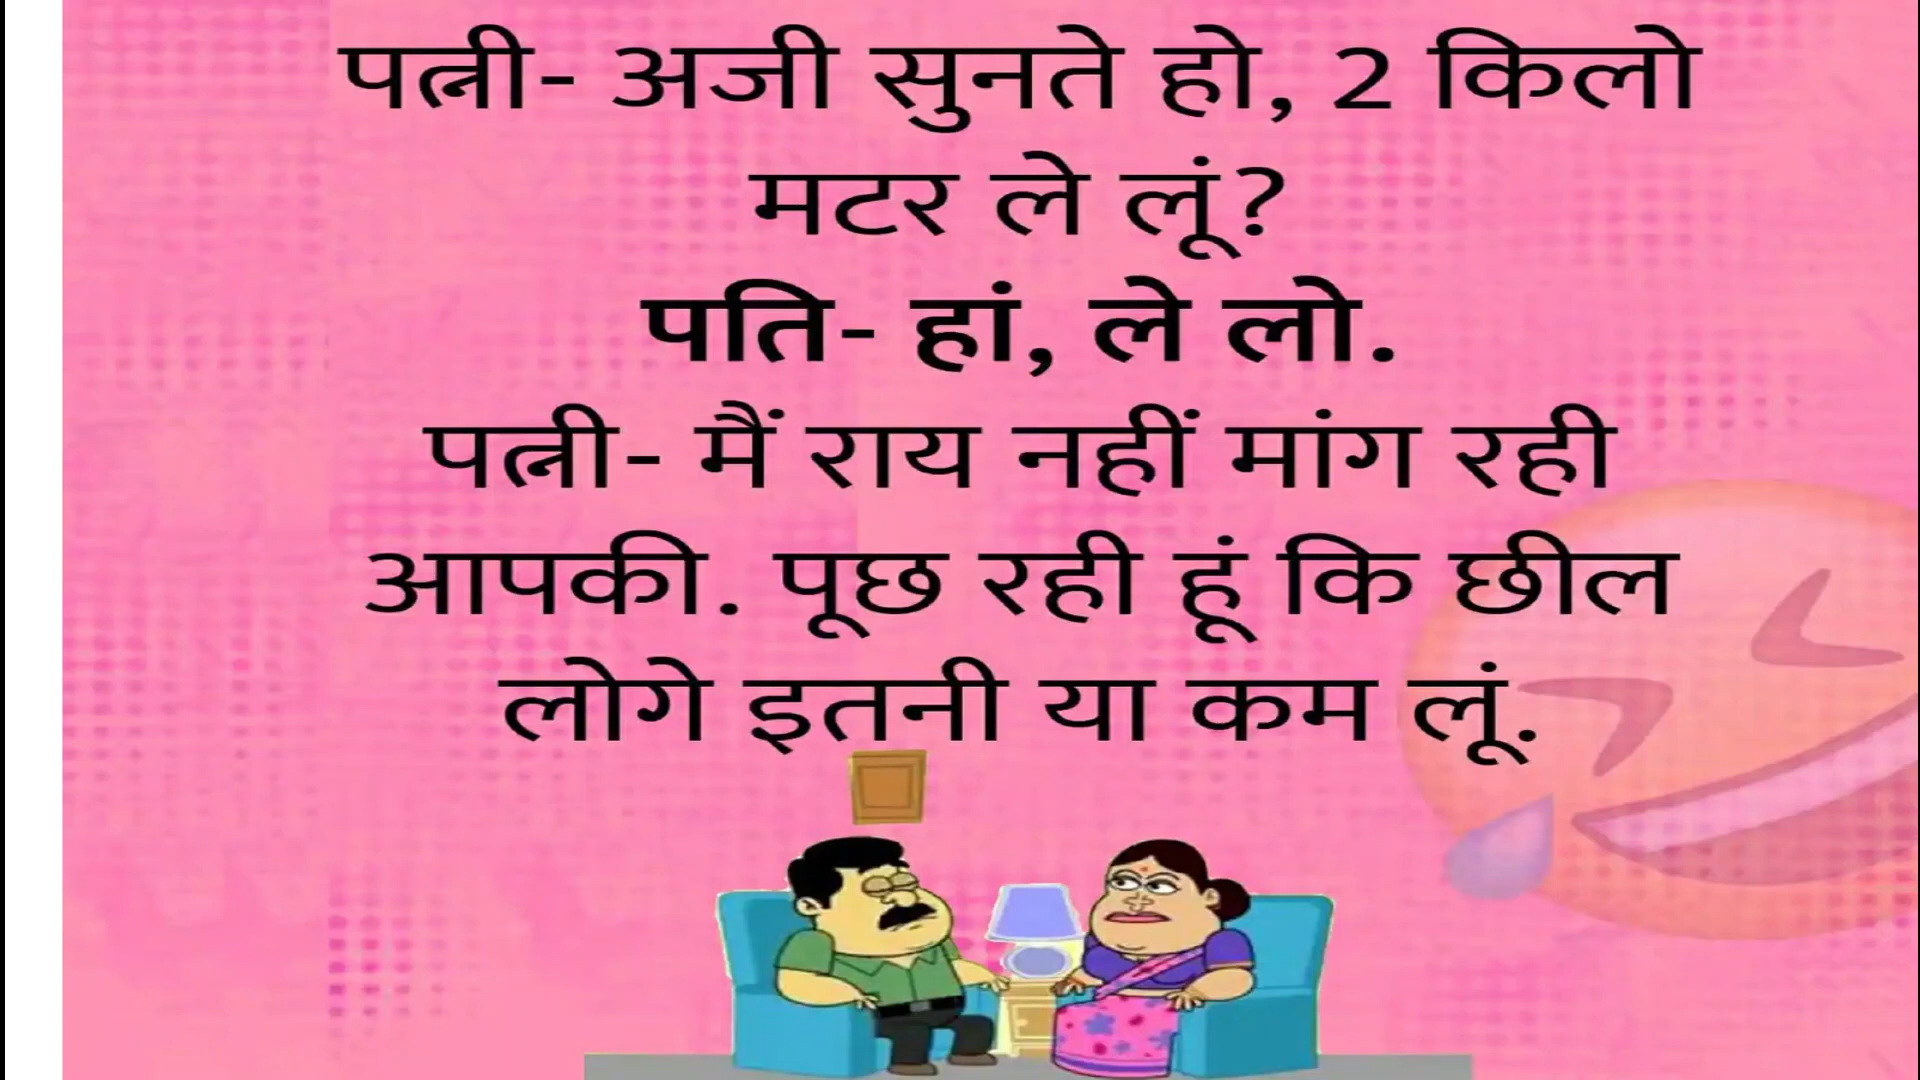 पत्नी- अजी सुनते हो, 2 किलो
मटर ले लूं?
पति- हां, ले लो.
पत्नी- मैं राय नहीं मांग रही
आपकी. पूछ रही हूं कि छील
लोगे इतनी या कम लूं.